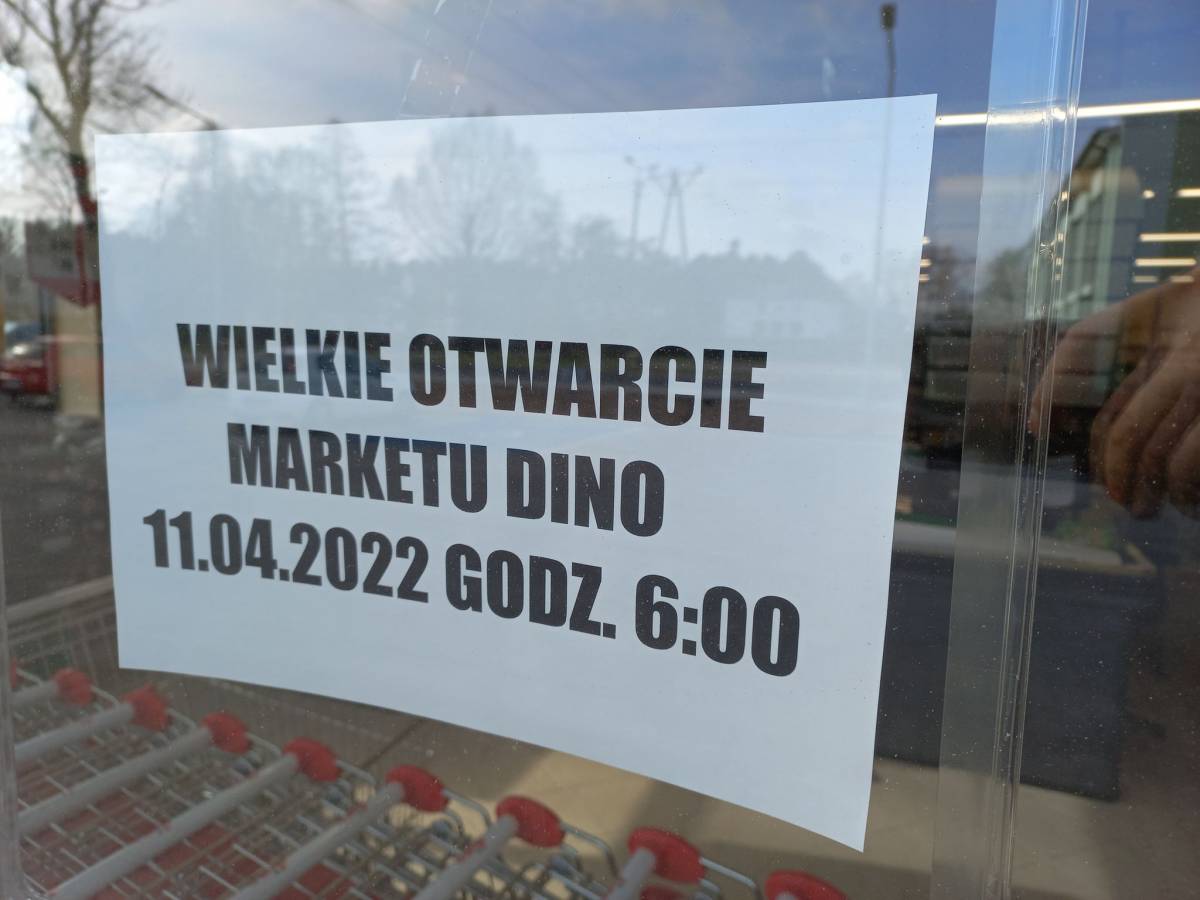 WIELKIE OTWARCIE
MARKETU DINO
11.04.2022 GODZ. 6:00